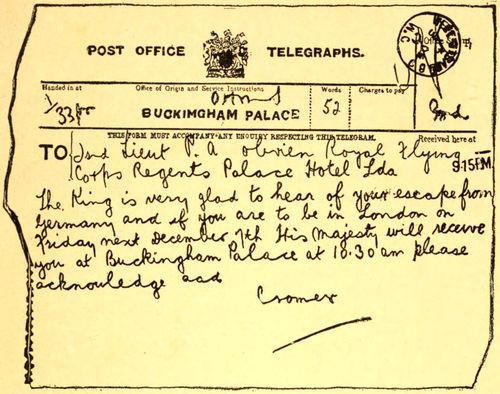 POST OFFICE TELEGRAPHS.
Handed in at Office of Origin and Service Instructions Words Charges to pay
OHMS
BUCKINGHAM PALACE 52
THIS FORM MUST ACCOMPANY ANY ENQUIRY RESPECTING THIS TELEGRAM. Received here at
TO 2nd Lieut P. A Obrien Royal Flying
Corps Regents Palace Hotel Ldn 9.15PM
The King is very glad to hear of your escape from
Germany and if you are to be in London on
Friday next December 7th His Majesty will receive
you at Buckingham Palace at 10.30 am please
acknowledge
Cromer